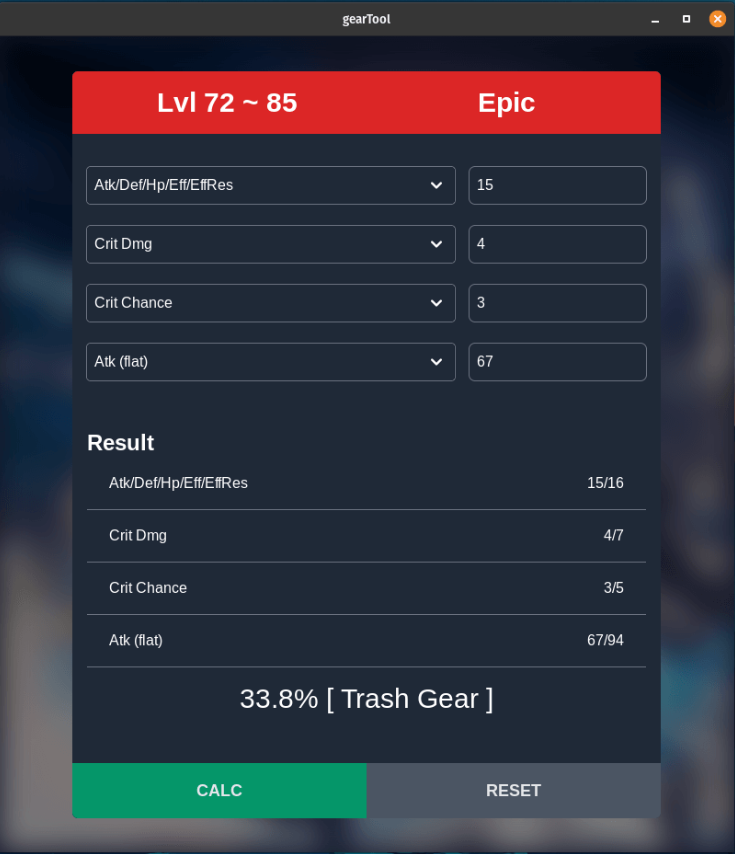 gearTool
Lvl 72 ~ 85 Epic
Atk/Def/Hp/Eff/EffRes 15
Crit Dmg 4
Crit Chance 3
Atk (flat) 67
Result
Atk/Def/Hp/Eff/EffRes 15/16
Crit Dmg 4/7
Crit Chance 3/5
Atk (flat) 67/94
33.8% [ Trash Gear ]
CALC RESET